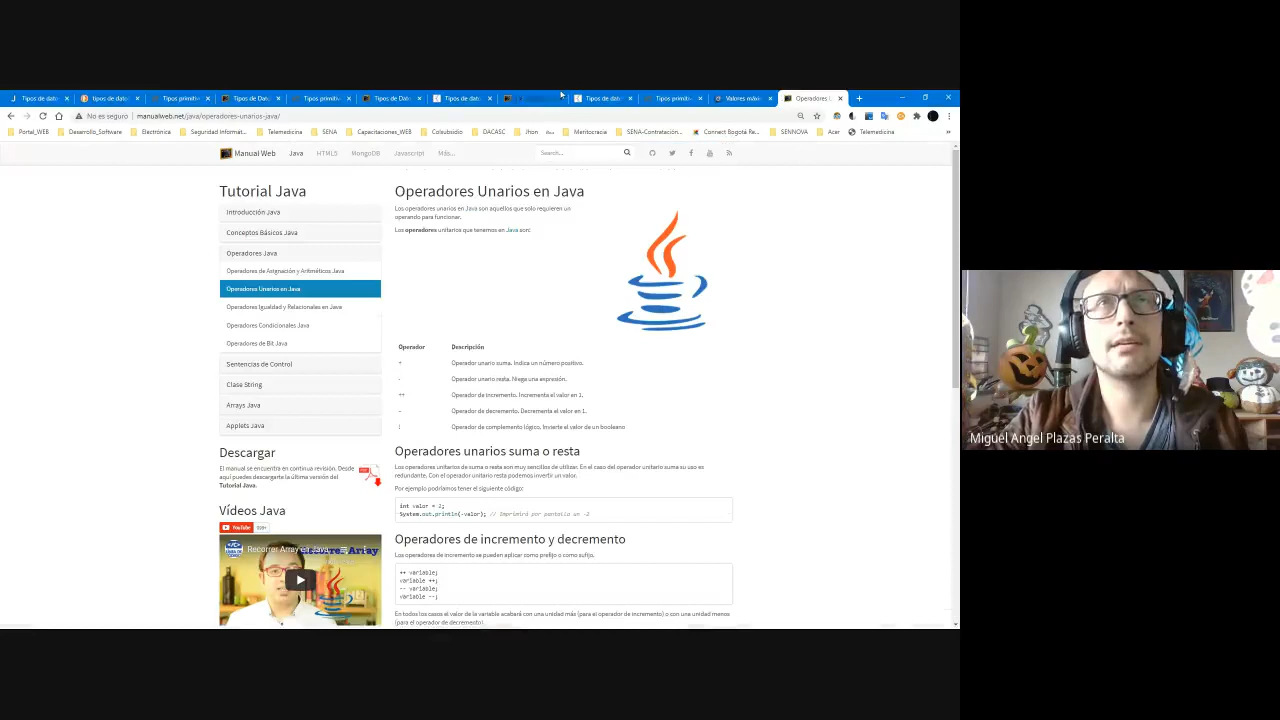 Tipos de dato
tipos de dato
Tipos primitiv
Tipos de Dat
Tipos primitiv
Tipos de Dat
Tipos de dat
Tipos de dat
Tipos primitiv
Valores máxi
Operadores U
No es seguro | manualweb.net/java/operadores-unarios-java/
Portal_WEB Desarrollo_Software Electrónica Seguridad Informat... Telemedicina SENA Capacitaciones_WEB Colsubsidio OACASC Jhon Meritocracia SENA-Contratación... Connect Bogotá Re... SENNOVA Acer Telemedicina »
Manual Web Java HTML5 MongoDB Javascript Más... Search...
Tutorial Java
Introducción Java
Conceptos Básicos Java
Operadores Java
Operadores de Asignación y Aritméticos Java
Operadores Unarios en Java
Operadores Igualdad y Relacionales en Java
Operadores Condicionales Java
Operadores de Bit Java
Sentencias de Control
Clase String
Arrays Java
Applets Java
Descargar
El manual se encuentra en continua revisión. Desde
aquí puedes descargarte la última versión del
Tutorial Java.
PDF
Vídeos Java
YouTube
Recorrer Array en Java
Operadores Unarios en Java
Los operadores unarios en Java son aquellos que solo requieren un
operando para funcionar.
Los operadores unitarios que tenemos en Java son:
Operador Descripción
+ Operador unario suma. Indica un número positivo.
- Operador unario resta. Niega una expresión.
++ Operador de incremento. Incrementa el valor en 1.
-- Operador de decremento. Decrementa el valor en 1.
! Operador de complemento lógico. Invierte el valor de un booleano
Operadores unarios suma o resta
Los operadores unitarios de suma o resta son muy sencillos de utilizar. En el caso del operador unitario suma su uso es
redundante. Con el operador unitario resta podemos invertir un valor.
Por ejemplo podríamos tener el siguiente código:
int valor = 2;
System.out.println(-valor); // Imprimirá por pantalla un -2
Operadores de incremento y decremento
Los operadores de incremento se pueden aplicar como prefijo o como sufijo.
++ variable;
variable ++;
-- variable;
variable --;
En todos los casos el valor de la variable acabará con una unidad más (para el operador de incremento) o con una unidad menos
(para el operador de decremento).
Miguel Angel Plazas Peralta